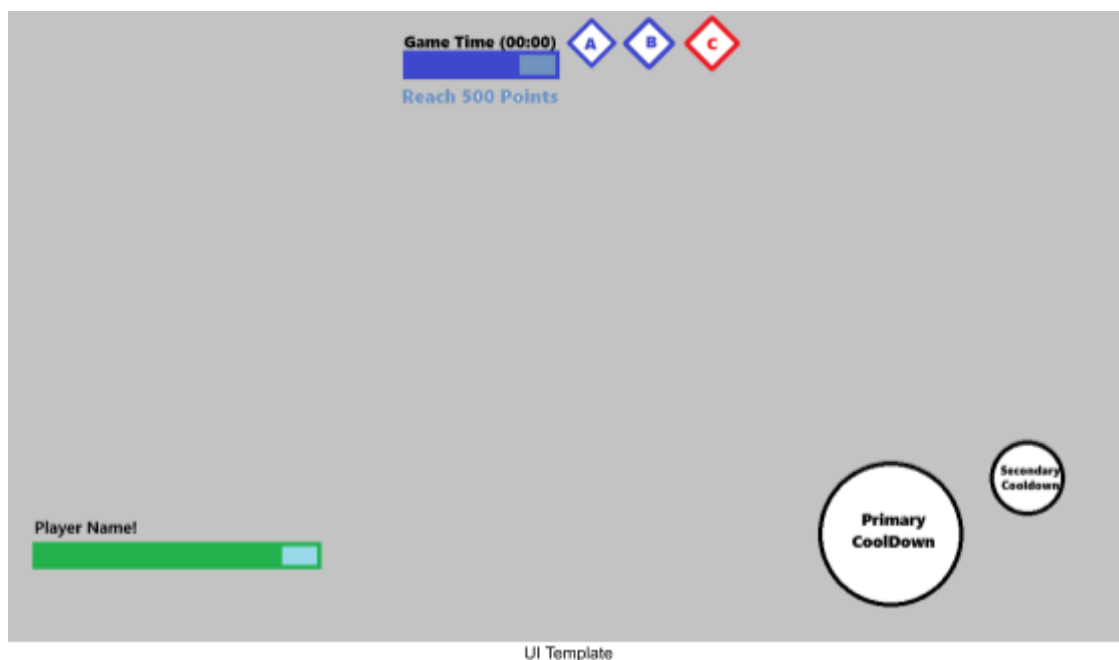 Game Time (00:00)
A
B
C
Reach 500 Points
Secondary
Cooldown
Primary
CoolDown
Player Name!
UI Template